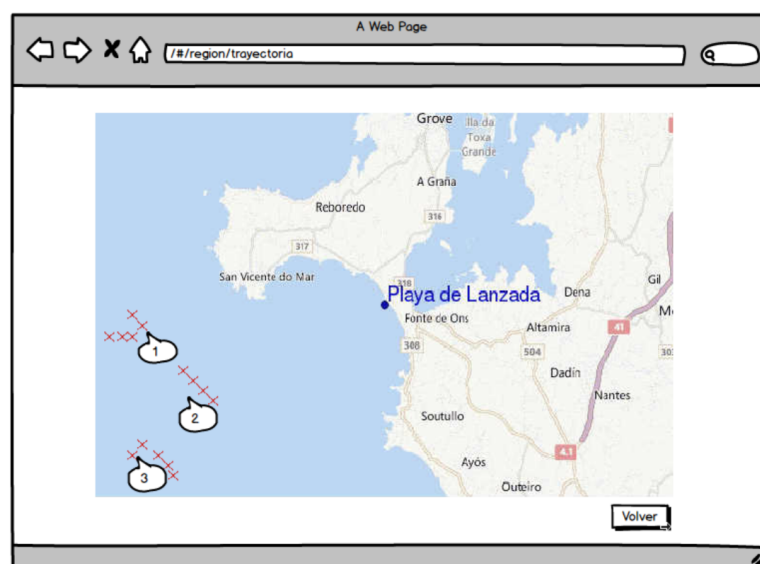 A Web Page
/#/region/trayectoria
Grove
Illa da
Toxa
Grande
A Graña
Reboredo
316
317
San Vicente do Mar
318
Playa de Lanzada
Dena
Gil
Fonte de Ons
Altamira
41
308
504
Dadín
Nantes
1
2
Soutullo
4.1
Ayós
3
Outeiro
Volver